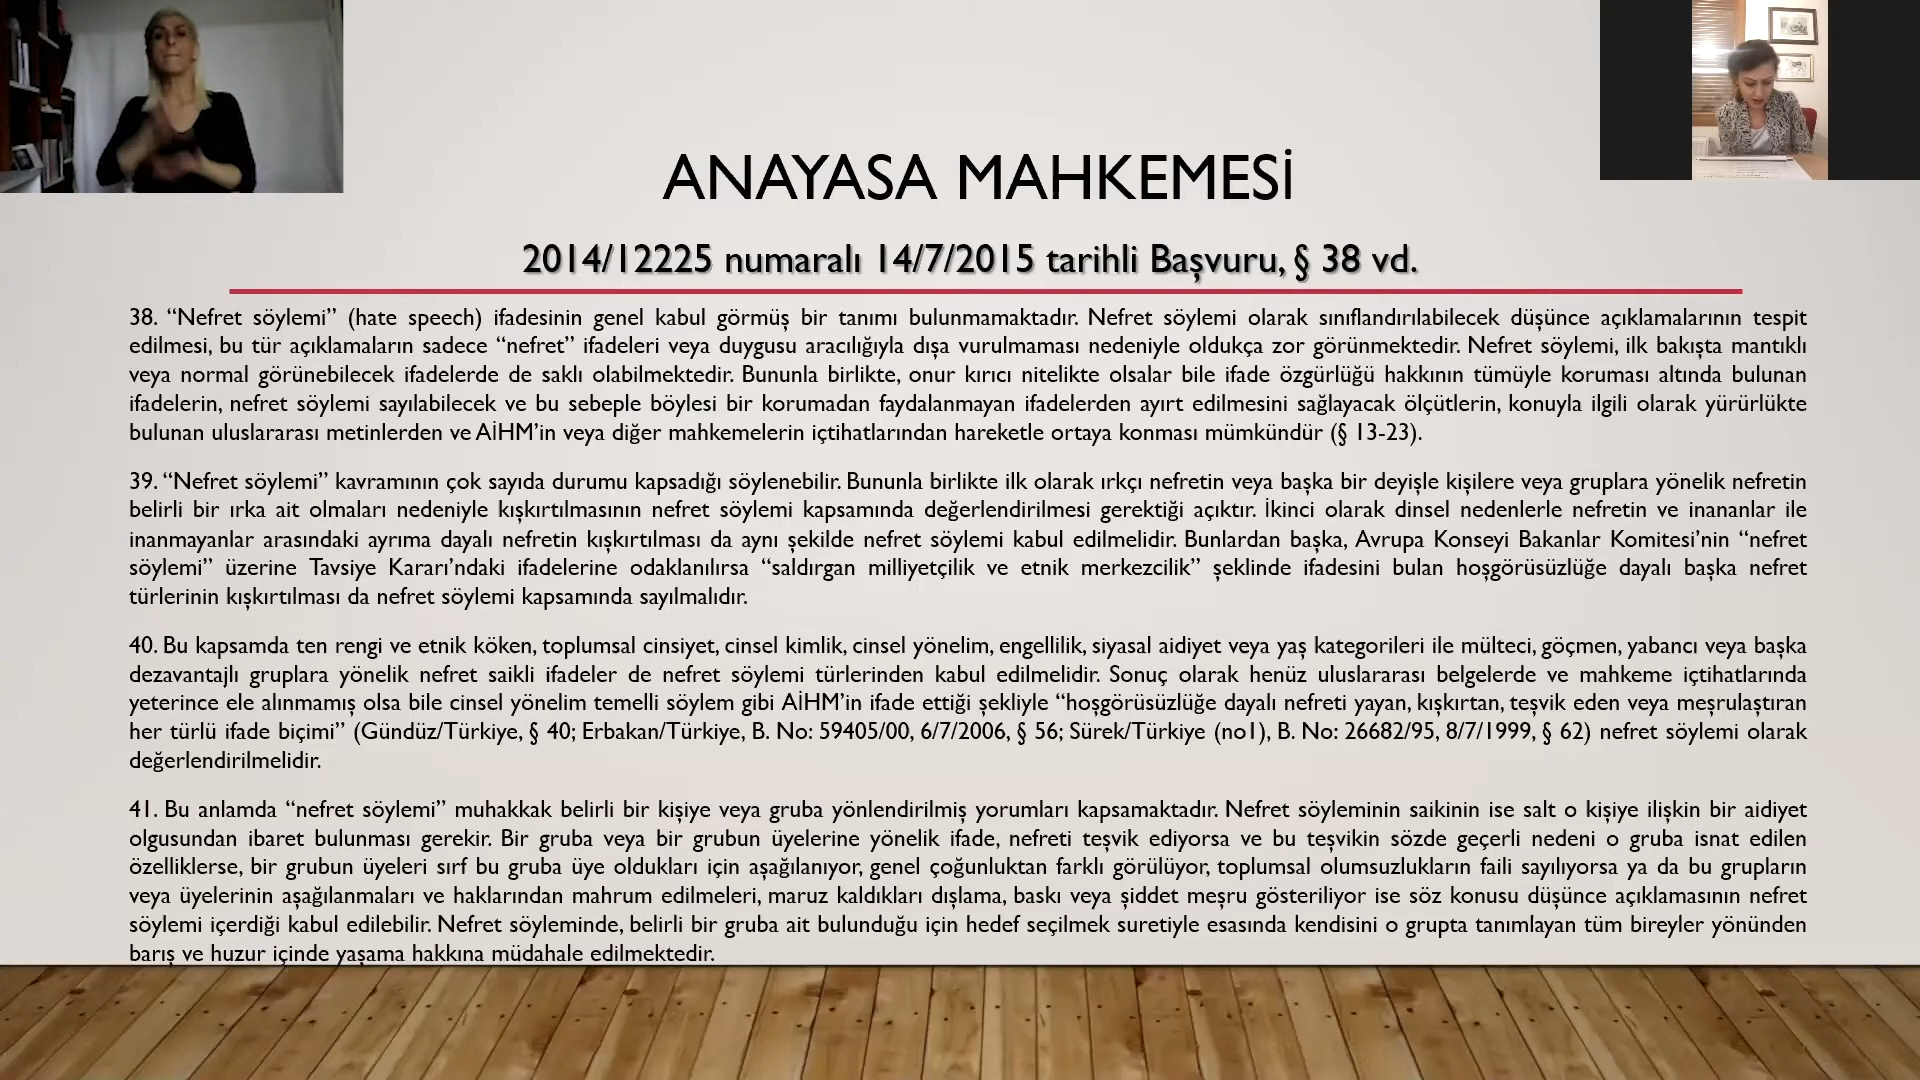 ANAYASA MAHKEMESİ
2014/12225 numaralı 14/7/2015 tarihli Başvuru, § 38 vd.
38. “Nefret söylemi” (hate speech) ifadesinin genel kabul görmüş bir tanımı bulunmamaktadır. Nefret söylemi olarak sınıflandırılabilecek düşünce açıklamalarının tespit
edilmesi, bu tür açıklamaların sadece “nefret” ifadeleri veya duygusu aracılığıyla dışa vurulmaması nedeniyle oldukça zor görünmektedir. Nefret söylemi, ilk bakışta mantıklı
veya normal görünebilecek ifadelerde de saklı olabilmektedir. Bununla birlikte, onur kırıcı nitelikte olsalar bile ifade özgürlüğü hakkının tümüyle koruması altında bulunan
ifadelerin, nefret söylemi sayılabilecek ve bu sebeple böylesi bir korumadan faydalanmayan ifadelerden ayırt edilmesini sağlayacak ölçütlerin, konuyla ilgili olarak yürürlükte
bulunan uluslararası metinlerden ve AİHM’in veya diğer mahkemelerin içtihatlarından hareketle ortaya konması mümkündür (§ 13-23).
39. “Nefret söylemi” kavramının çok sayıda durumu kapsadığı söylenebilir. Bununla birlikte ilk olarak ırkçı nefretin veya başka bir deyişle kişilere veya gruplara yönelik nefretin
belirli bir ırka ait olmaları nedeniyle kışkırtılmasının nefret söylemi kapsamında değerlendirilmesi gerektiği açıktır. İkinci olarak dinsel nedenlerle nefretin ve inananlar ile
inanmayanlar arasındaki ayrıma dayalı nefretin kışkırtılması da aynı şekilde nefret söylemi kabul edilmelidir. Bunlardan başka, Avrupa Konseyi Bakanlar Komitesi’nin “nefret
söylemi” üzerine Tavsiye Kararı’ndaki ifadelerine odaklanılırsa “saldırgan milliyetçilik ve etnik merkezcilik” şeklinde ifadesini bulan hoşgörüsüzlüğe dayalı başka nefret
türlerinin kışkırtılması da nefret söylemi kapsamında sayılmalıdır.
40. Bu kapsamda ten rengi ve etnik köken, toplumsal cinsiyet, cinsel kimlik, cinsel yönelim, engellilik, siyasal aidiyet veya yaş kategorileri ile mülteci, göçmen, yabancı veya başka
dezavantajlı gruplara yönelik nefret saikli ifadeler de nefret söylemi türlerinden kabul edilmelidir. Sonuç olarak henüz uluslararası belgelerde ve mahkeme içtihatlarında
yeterince ele alınmamış olsa bile cinsel yönelim temelli söylem gibi AİHM’in ifade ettiği şekliyle “hoşgörüsüzlüğe dayalı nefreti yayan, kışkırtan, teşvik eden veya meşrulaştıran
her türlü ifade biçimi” (Gündüz/Türkiye, § 40; Erbakan/Türkiye, B. No: 59405/00, 6/7/2006, § 56; Sürek/Türkiye (no1), B. No: 26682/95, 8/7/1999, § 62) nefret söylemi olarak
değerlendirilmelidir.
41. Bu anlamda “nefret söylemi” muhakkak belirli bir kişiye veya gruba yönlendirilmiş yorumları kapsamaktadır. Nefret söyleminin saikinin ise salt o kişiye ilişkin bir aidiyet
olgusundan ibaret bulunması gerekir. Bir gruba veya bir grubun üyelerine yönelik ifade, nefreti teşvik ediyorsa ve bu teşvikin sözde geçerli nedeni o gruba isnat edilen
özelliklerse, bir grubun üyeleri sırf bu gruba üye oldukları için aşağılanıyor, genel çoğunluktan farklı görülüyor, toplumsal olumsuzlukların faili sayılıyorsa ya da bu grupların
veya üyelerinin aşağılanmaları ve haklarından mahrum edilmeleri, maruz kaldıkları dışlama, baskı veya şiddet meşru gösteriliyor ise söz konusu düşünce açıklamasının nefret
söylemi içerdiği kabul edilebilir. Nefret söyleminde, belirli bir gruba ait bulunduğu için hedef seçilmek suretiyle esasında kendisini o grupta tanımlayan tüm bireyler yönünden
barış ve huzur içinde yaşama hakkına müdahale edilmektedir.